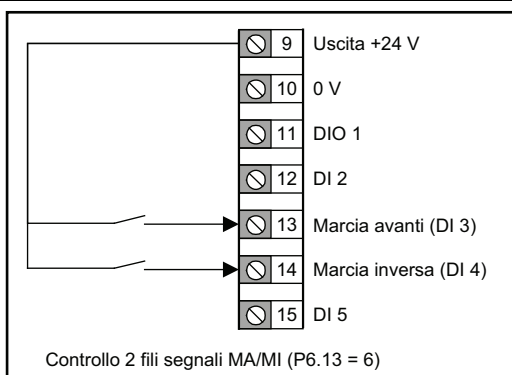 9 Uscita +24 V
10 0 V
11 DIO 1
12 DI 2
13 Marcia avanti (DI 3)
14 Marcia inversa (DI 4)
15 DI 5
Controllo 2 fili segnali MA/MI (P6.13 = 6)